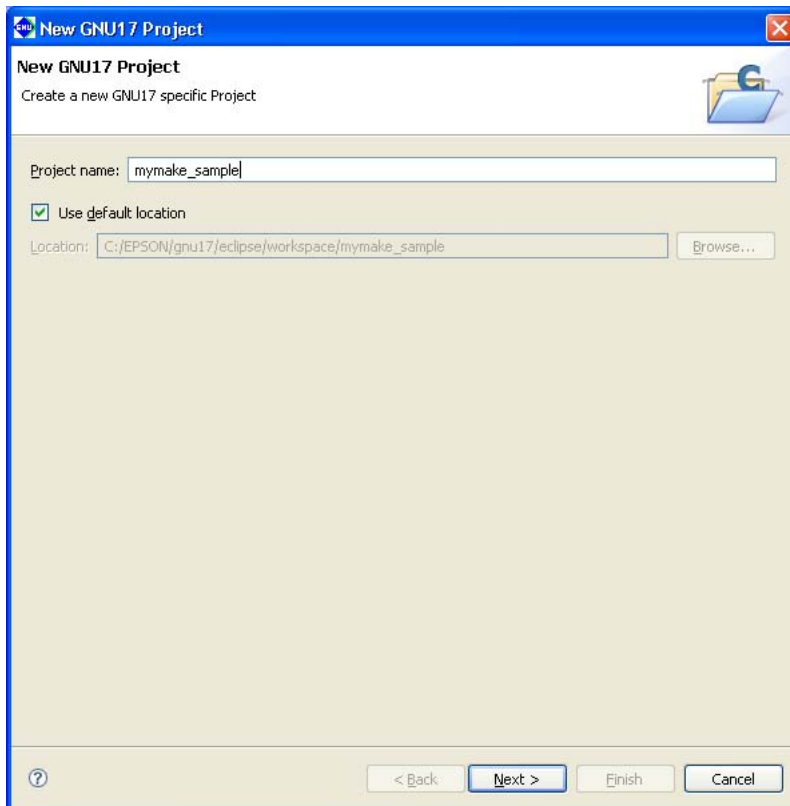 New GNU17 Project
New GNU17 Project
Create a new GNU17 specific Project
Project name: mymake_sample
Use default location
Location: C:/EPSON/gnu17/eclipse/workspace/mymake_sample Browse...
? < Back Next > Finish Cancel